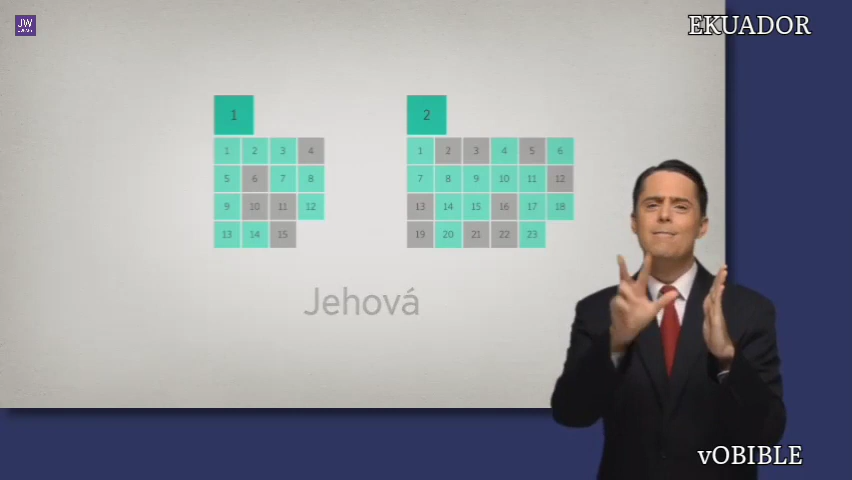 JW
EKUADOR
1 2
1 2 3 4 1 2 3 4 5 6
5 6 7 8 7 8 9 10 11 12
9 10 11 12 13 14 15 16 17 18
13 14 15 19 20 21 22 23
Jehová
vOBIBLE